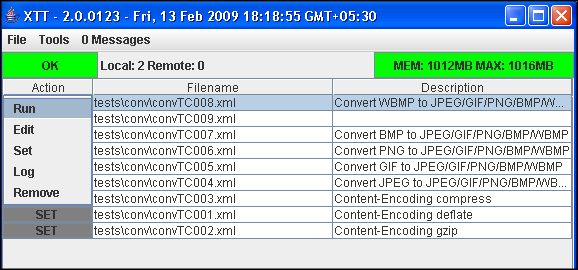 XTT - 2.0.0123 - Fri, 13 Feb 2009 18:18:55 GMT+05:30
File Tools 0 Messages
OK Local: 2 Remote: 0 MEM: 1012MB MAX: 1016MB
Action Filename Description
Run
Edit
Set
Log
Remove
tests\conv\convTC008.xml Convert WBMP to JPEG/GIF/PNG/BMP/W...
tests\conv\convTC009.xml
tests\conv\convTC007.xml Convert BMP to JPEG/GIF/PNG/BMP/WBMP
tests\conv\convTC006.xml Convert PNG to JPEG/GIF/PNG/BMP/WBMP
tests\conv\convTC005.xml Convert GIF to JPEG/GIF/PNG/BMP/WBMP
tests\conv\convTC004.xml Convert JPEG to JPEG/GIF/PNG/BMP/WB...
tests\conv\convTC003.xml Content-Encoding compress
SET tests\conv\convTC001.xml Content-Encoding deflate
SET tests\conv\convTC002.xml Content-Encoding gzip